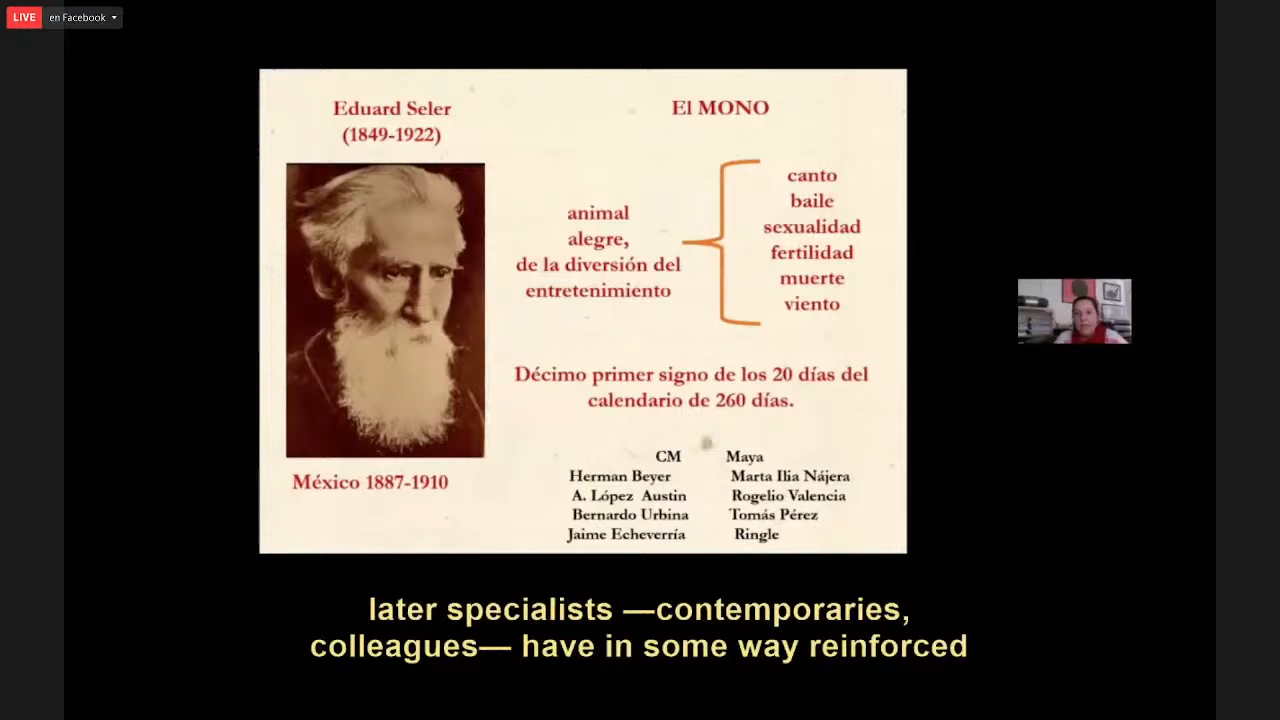 LIVE en Facebook
Eduard Seler
(1849-1922)
México 1887-1910
El MONO
animal
alegre,
de la diversión del
entretenimiento
canto
baile
sexualidad
fertilidad
muerte
viento
Décimo primer signo de los 20 días del
calendario de 260 días.
CM Maya
Herman Beyer Marta Ilia Nájera
A. López Austin Rogelio Valencia
Bernardo Urbina Tomás Pérez
Jaime Echeverría Ringle
later specialists —contemporaries,
colleagues— have in some way reinforced